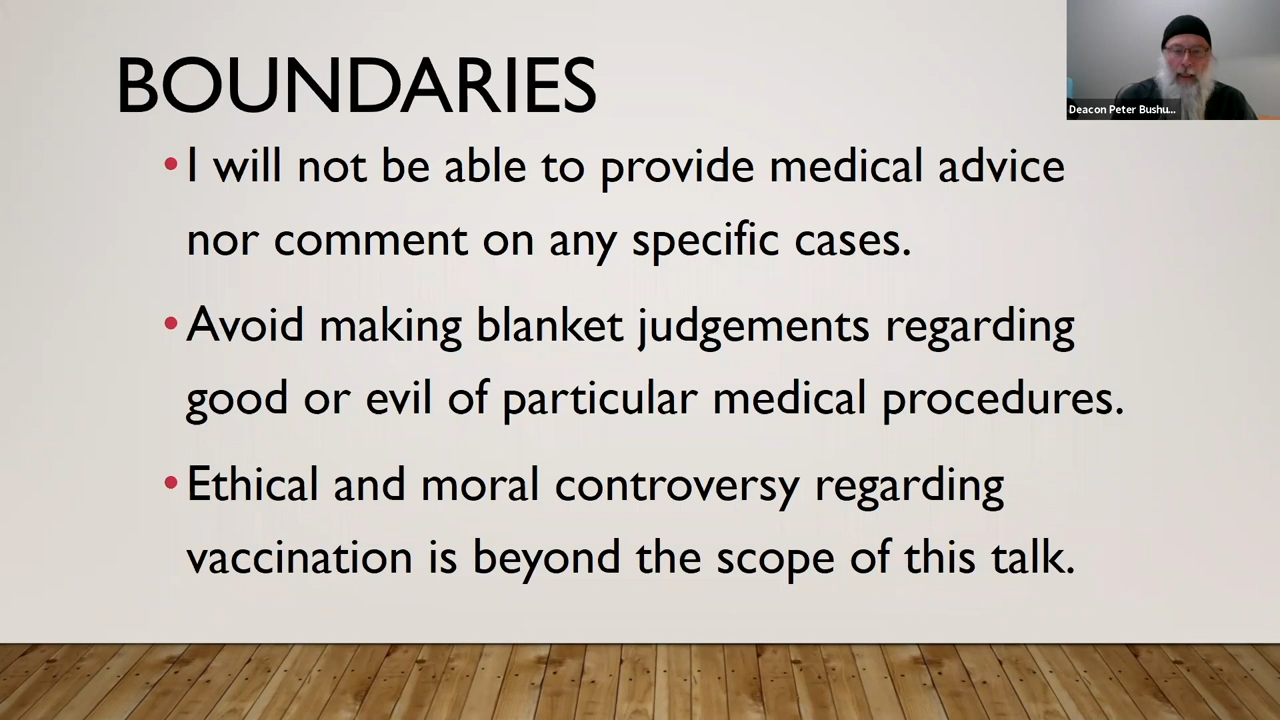 BOUNDARIES
Deacon Peter Bushu...
•I will not be able to provide medical advice
nor comment on any specific cases.
•Avoid making blanket judgements regarding
good or evil of particular medical procedures.
•Ethical and moral controversy regarding
vaccination is beyond the scope of this talk.